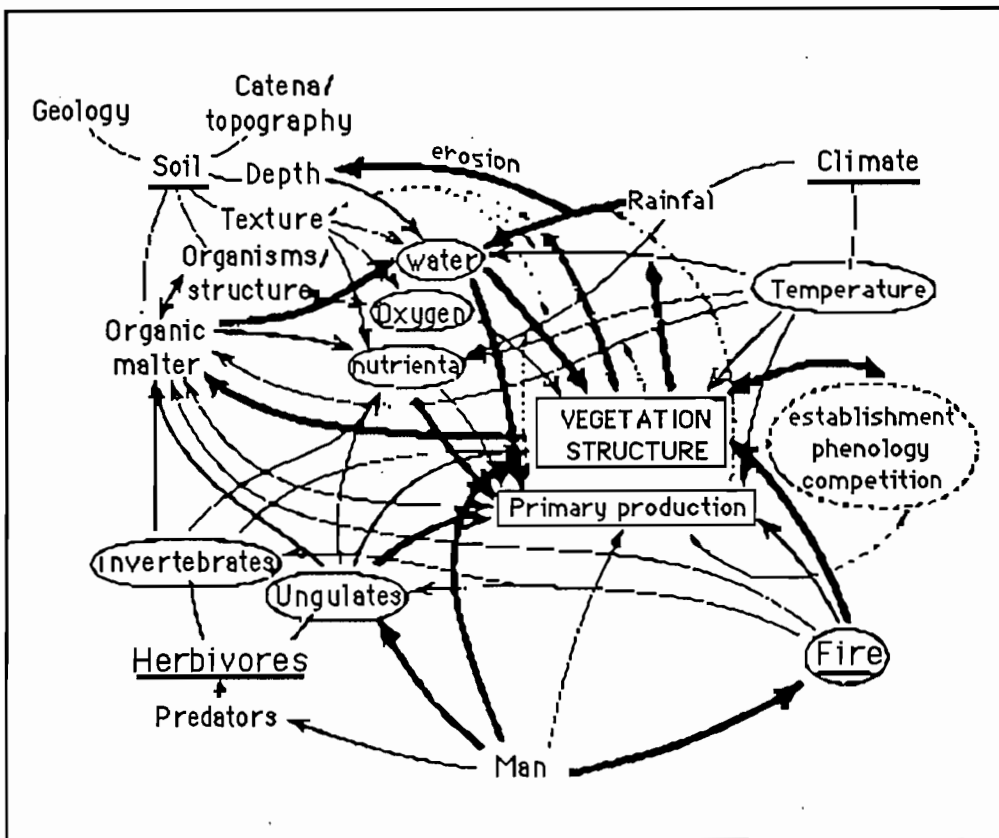 Catena/
topography
Geology
Soil
Depth
erosion
Climate
Rainfal
Texture
water
Organisms/
structure
Temperature
Oxygen
Organic
malter
nutrienta
VEGETATION
STRUCTURE
establishment
phenology
competition
Primary production
invertebrates
Ungulates
Herbivores
Fire
Predators
Man